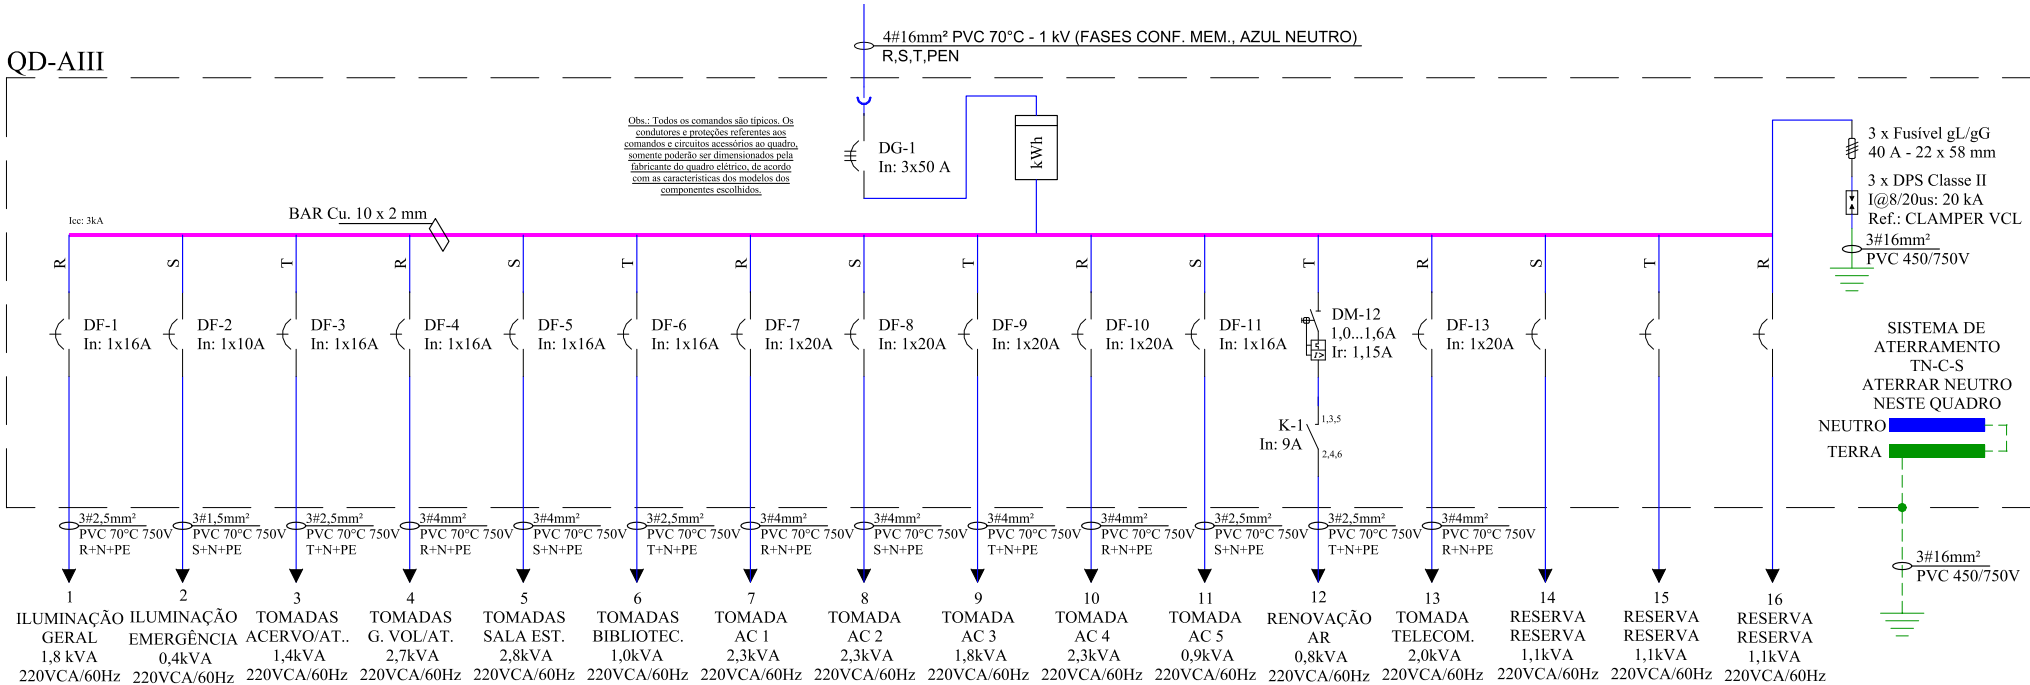 4#16mm² PVC 70°C - 1 kV (FASES CONF. MEM., AZUL NEUTRO)
R,S,T,PEN
QD-AIII
Obs.: Todos os comandos são típicos. Os
condutores e proteções referentes aos
comandos e circuitos acessórios ao quadro,
somente poderão ser dimensionados pela
fabricante do quadro elétrico, de acordo
com as características dos modelos dos
componentes escolhidos.
DG-1
In: 3x50 A
kWh
3 x Fusível gL/gG
40 A - 22 x 58 mm
3 x DPS Classe II
I@8/20us: 20 kA
Ref.: CLAMPER VCL
3#16mm²
PVC 450/750V
Icc: 3kA
BAR Cu. 10 x 2 mm
R S T R S T R S T R S T R S T R
DF-1
In: 1x16A
DF-2
In: 1x10A
DF-3
In: 1x16A
DF-4
In: 1x16A
DF-5
In: 1x16A
DF-6
In: 1x16A
DF-7
In: 1x20A
DF-8
In: 1x20A
DF-9
In: 1x20A
DF-10
In: 1x20A
DF-11
In: 1x16A
DM-12
1,0...1,6A
Ir: 1,15A
DF-13
In: 1x20A
K-1
In: 9A
1,3,5
2,4,6
SISTEMA DE
ATERRAMENTO
TN-C-S
ATERRAR NEUTRO
NESTE QUADRO
NEUTRO
TERRA
3#16mm²
PVC 450/750V
3#2,5mm²
PVC 70°C 750V
R+N+PE
3#1,5mm²
PVC 70°C 750V
S+N+PE
3#2,5mm²
PVC 70°C 750V
T+N+PE
3#4mm²
PVC 70°C 750V
R+N+PE
3#4mm²
PVC 70°C 750V
S+N+PE
3#2,5mm²
PVC 70°C 750V
T+N+PE
3#4mm²
PVC 70°C 750V
R+N+PE
3#4mm²
PVC 70°C 750V
S+N+PE
3#4mm²
PVC 70°C 750V
T+N+PE
3#4mm²
PVC 70°C 750V
R+N+PE
3#2,5mm²
PVC 70°C 750V
S+N+PE
3#2,5mm²
PVC 70°C 750V
T+N+PE
3#4mm²
PVC 70°C 750V
R+N+PE
1
ILUMINAÇÃO
GERAL
1,8 kVA
220VCA/60Hz
2
ILUMINAÇÃO
EMERGÊNCIA
0,4kVA
220VCA/60Hz
3
TOMADAS
ACERVO/AT..
1,4kVA
220VCA/60Hz
4
TOMADAS
G. VOL/AT.
2,7kVA
220VCA/60Hz
5
TOMADAS
SALA EST.
2,8kVA
220VCA/60Hz
6
TOMADAS
BIBLIOTEC.
1,0kVA
220VCA/60Hz
7
TOMADA
AC 1
2,3kVA
220VCA/60Hz
8
TOMADA
AC 2
2,3kVA
220VCA/60Hz
9
TOMADA
AC 3
1,8kVA
220VCA/60Hz
10
TOMADA
AC 4
2,3kVA
220VCA/60Hz
11
TOMADA
AC 5
0,9kVA
220VCA/60Hz
12
RENOVAÇÃO
AR
0,8kVA
220VCA/60Hz
13
TOMADA
TELECOM.
2,0kVA
220VCA/60Hz
14
RESERVA
RESERVA
1,1kVA
220VCA/60Hz
15
RESERVA
RESERVA
1,1kVA
220VCA/60Hz
16
RESERVA
RESERVA
1,1kVA
220VCA/60Hz